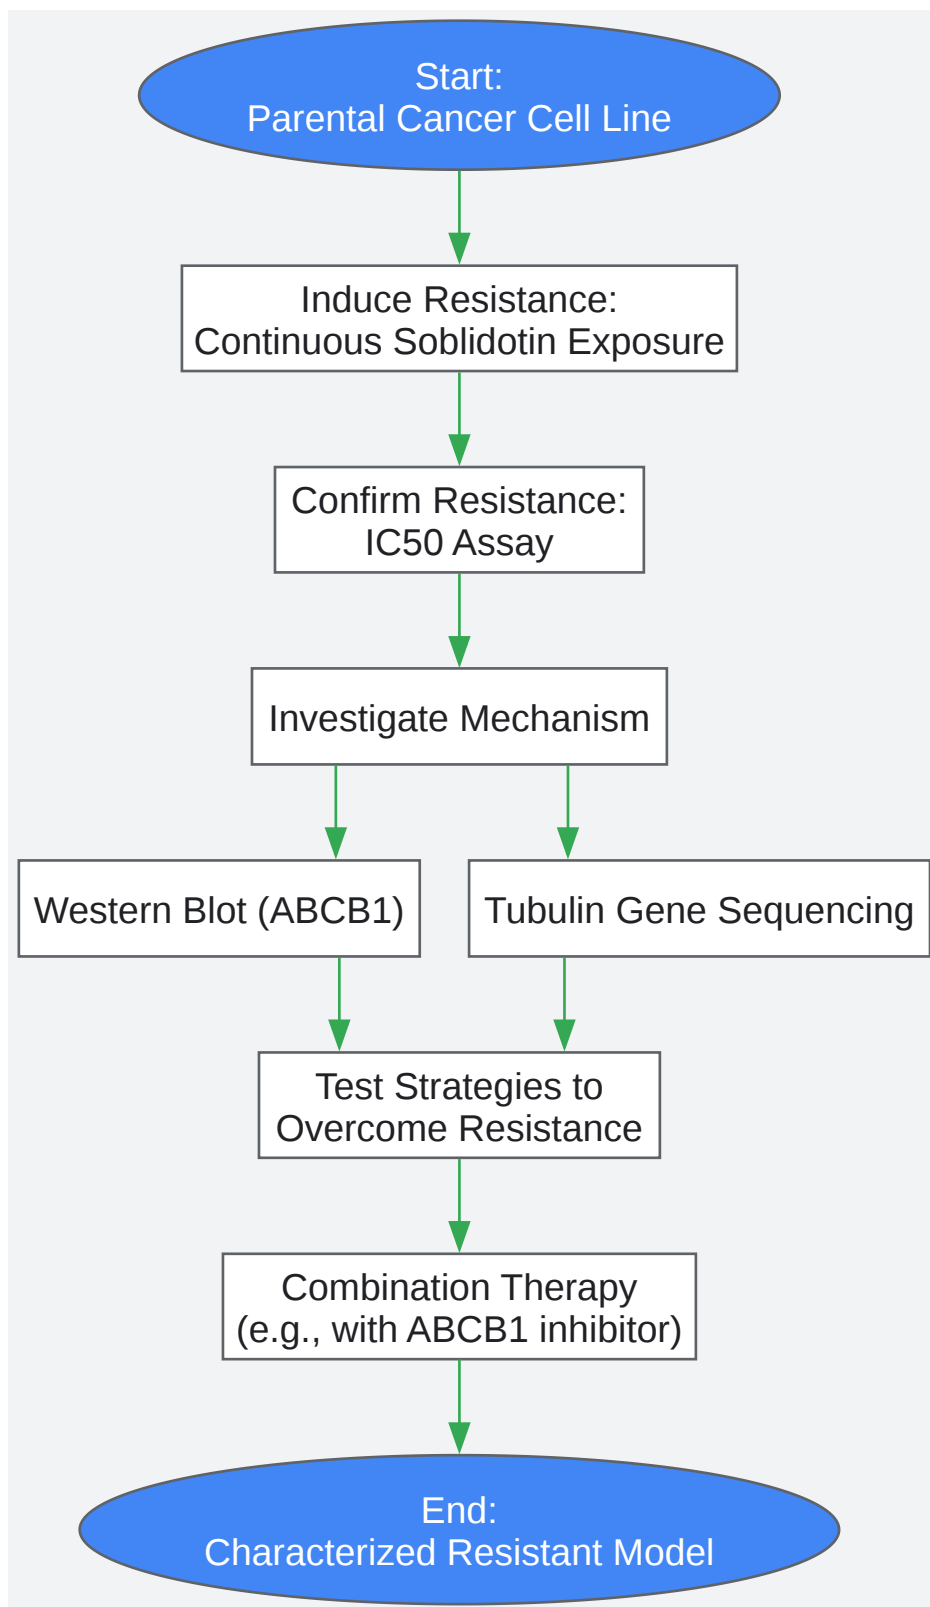 Start:
Parental Cancer Cell Line
Induce Resistance:
Continuous Soblidotin Exposure
Confirm Resistance:
IC50 Assay
Investigate Mechanism
Western Blot (ABCB1)
Tubulin Gene Sequencing
Test Strategies to
Overcome Resistance
Combination Therapy
(e.g., with ABCB1 inhibitor)
End:
Characterized Resistant Model